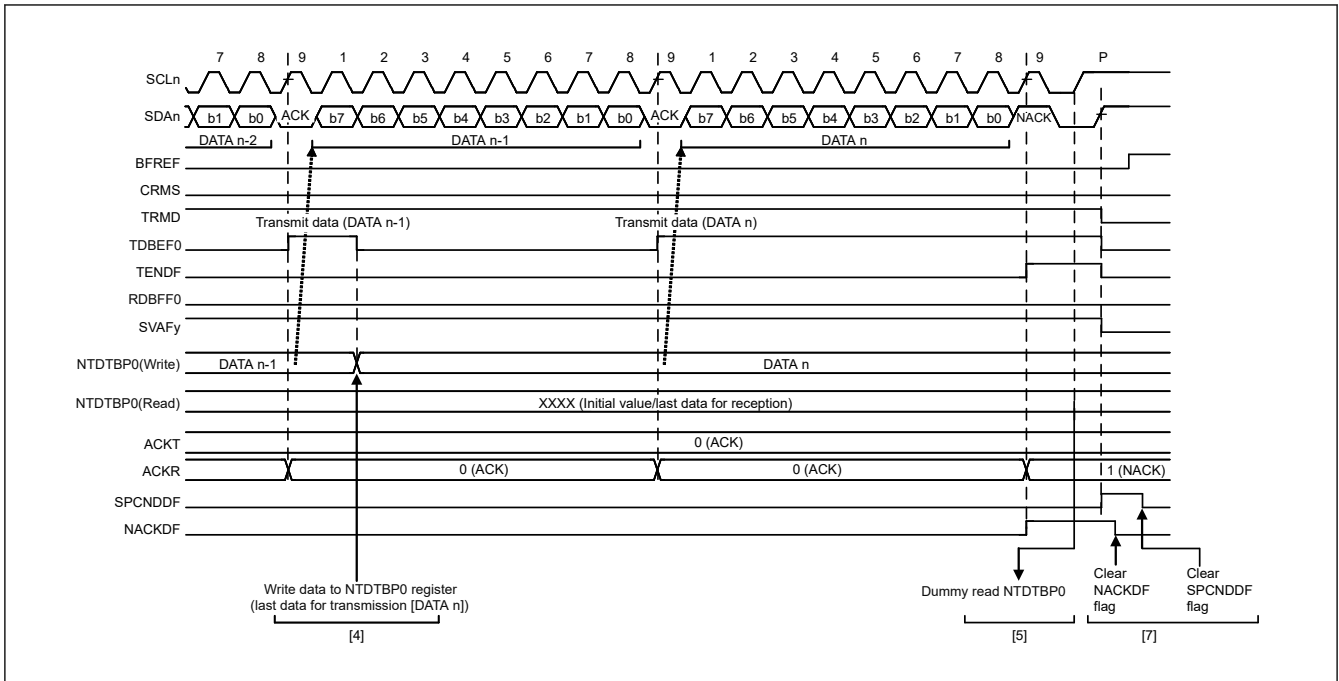 7 8 9 1 2 3 4 5 6 7 8 9 1 2 3 4 5 6 7 8 9 P
SCLn
SDAn b1 b0 ACK b7 b6 b5 b4 b3 b2 b1 b0 ACK b7 b6 b5 b4 b3 b2 b1 b0 NACK
DATA n-2 DATA n-1 DATA n
BFREF
CRMS
TRMD
Transmit data (DATA n-1) Transmit data (DATA n)
TDBEF0
TENDF
RDBFF0
SVAFy
NTDTBP0(Write) DATA n-1 DATA n
NTDTBP0(Read) XXXX (Initial value/last data for reception)
ACKT 0 (ACK)
ACKR 0 (ACK) 0 (ACK) 1 (NACK)
SPCNDDF
NACKDF
Write data to NTDTBP0 register
(last data for transmission [DATA n])
[4]
Dummy read NTDTBP0
[5]
Clear
NACKDF
flag
Clear
SPCNDDF
flag
[7]